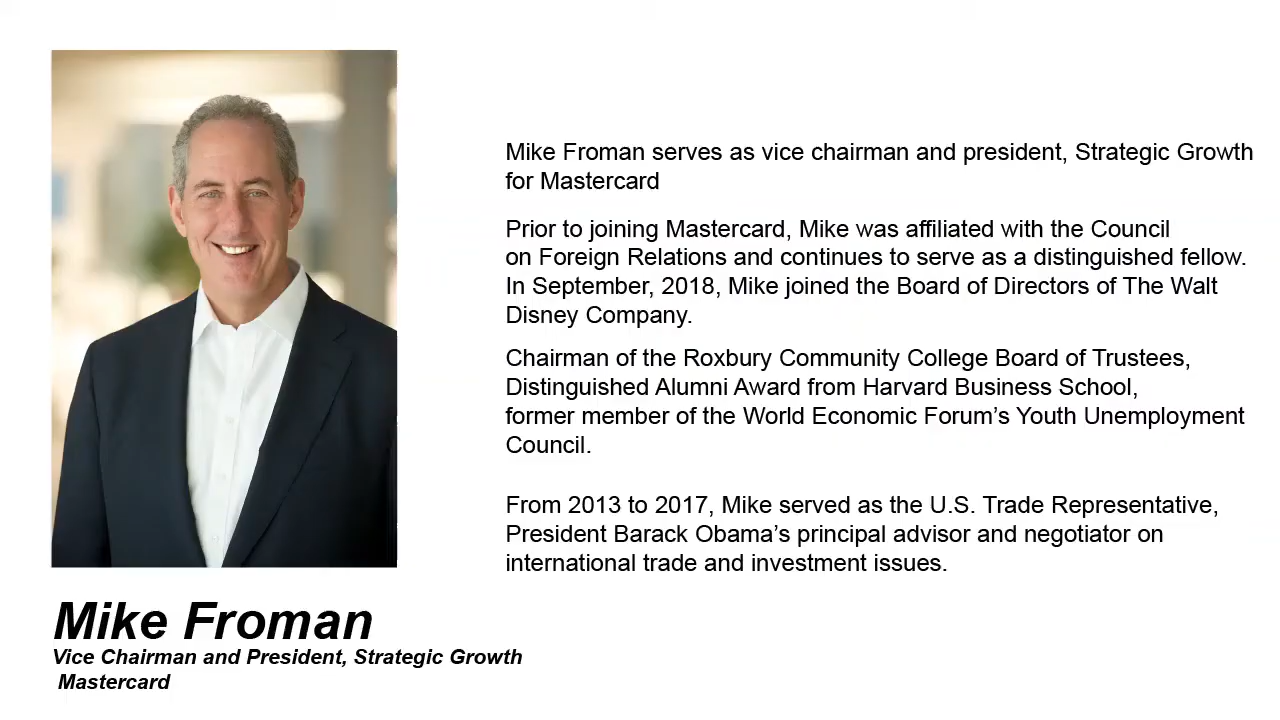 Mike Froman serves as vice chairman and president, Strategic Growth
for Mastercard
Prior to joining Mastercard, Mike was affiliated with the Council
on Foreign Relations and continues to serve as a distinguished fellow.
In September, 2018, Mike joined the Board of Directors of The Walt
Disney Company.
Chairman of the Roxbury Community College Board of Trustees,
Distinguished Alumni Award from Harvard Business School,
former member of the World Economic Forum’s Youth Unemployment
Council.
From 2013 to 2017, Mike served as the U.S. Trade Representative,
President Barack Obama’s principal advisor and negotiator on
international trade and investment issues.
Mike Froman
Vice Chairman and President, Strategic Growth
Mastercard